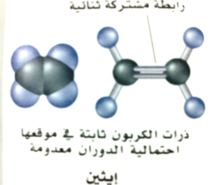 رابطة مشتركة ثنائية
ذرات الكربون ثابتة في موقعها
احتمالية الدوران معدومة
إيثين